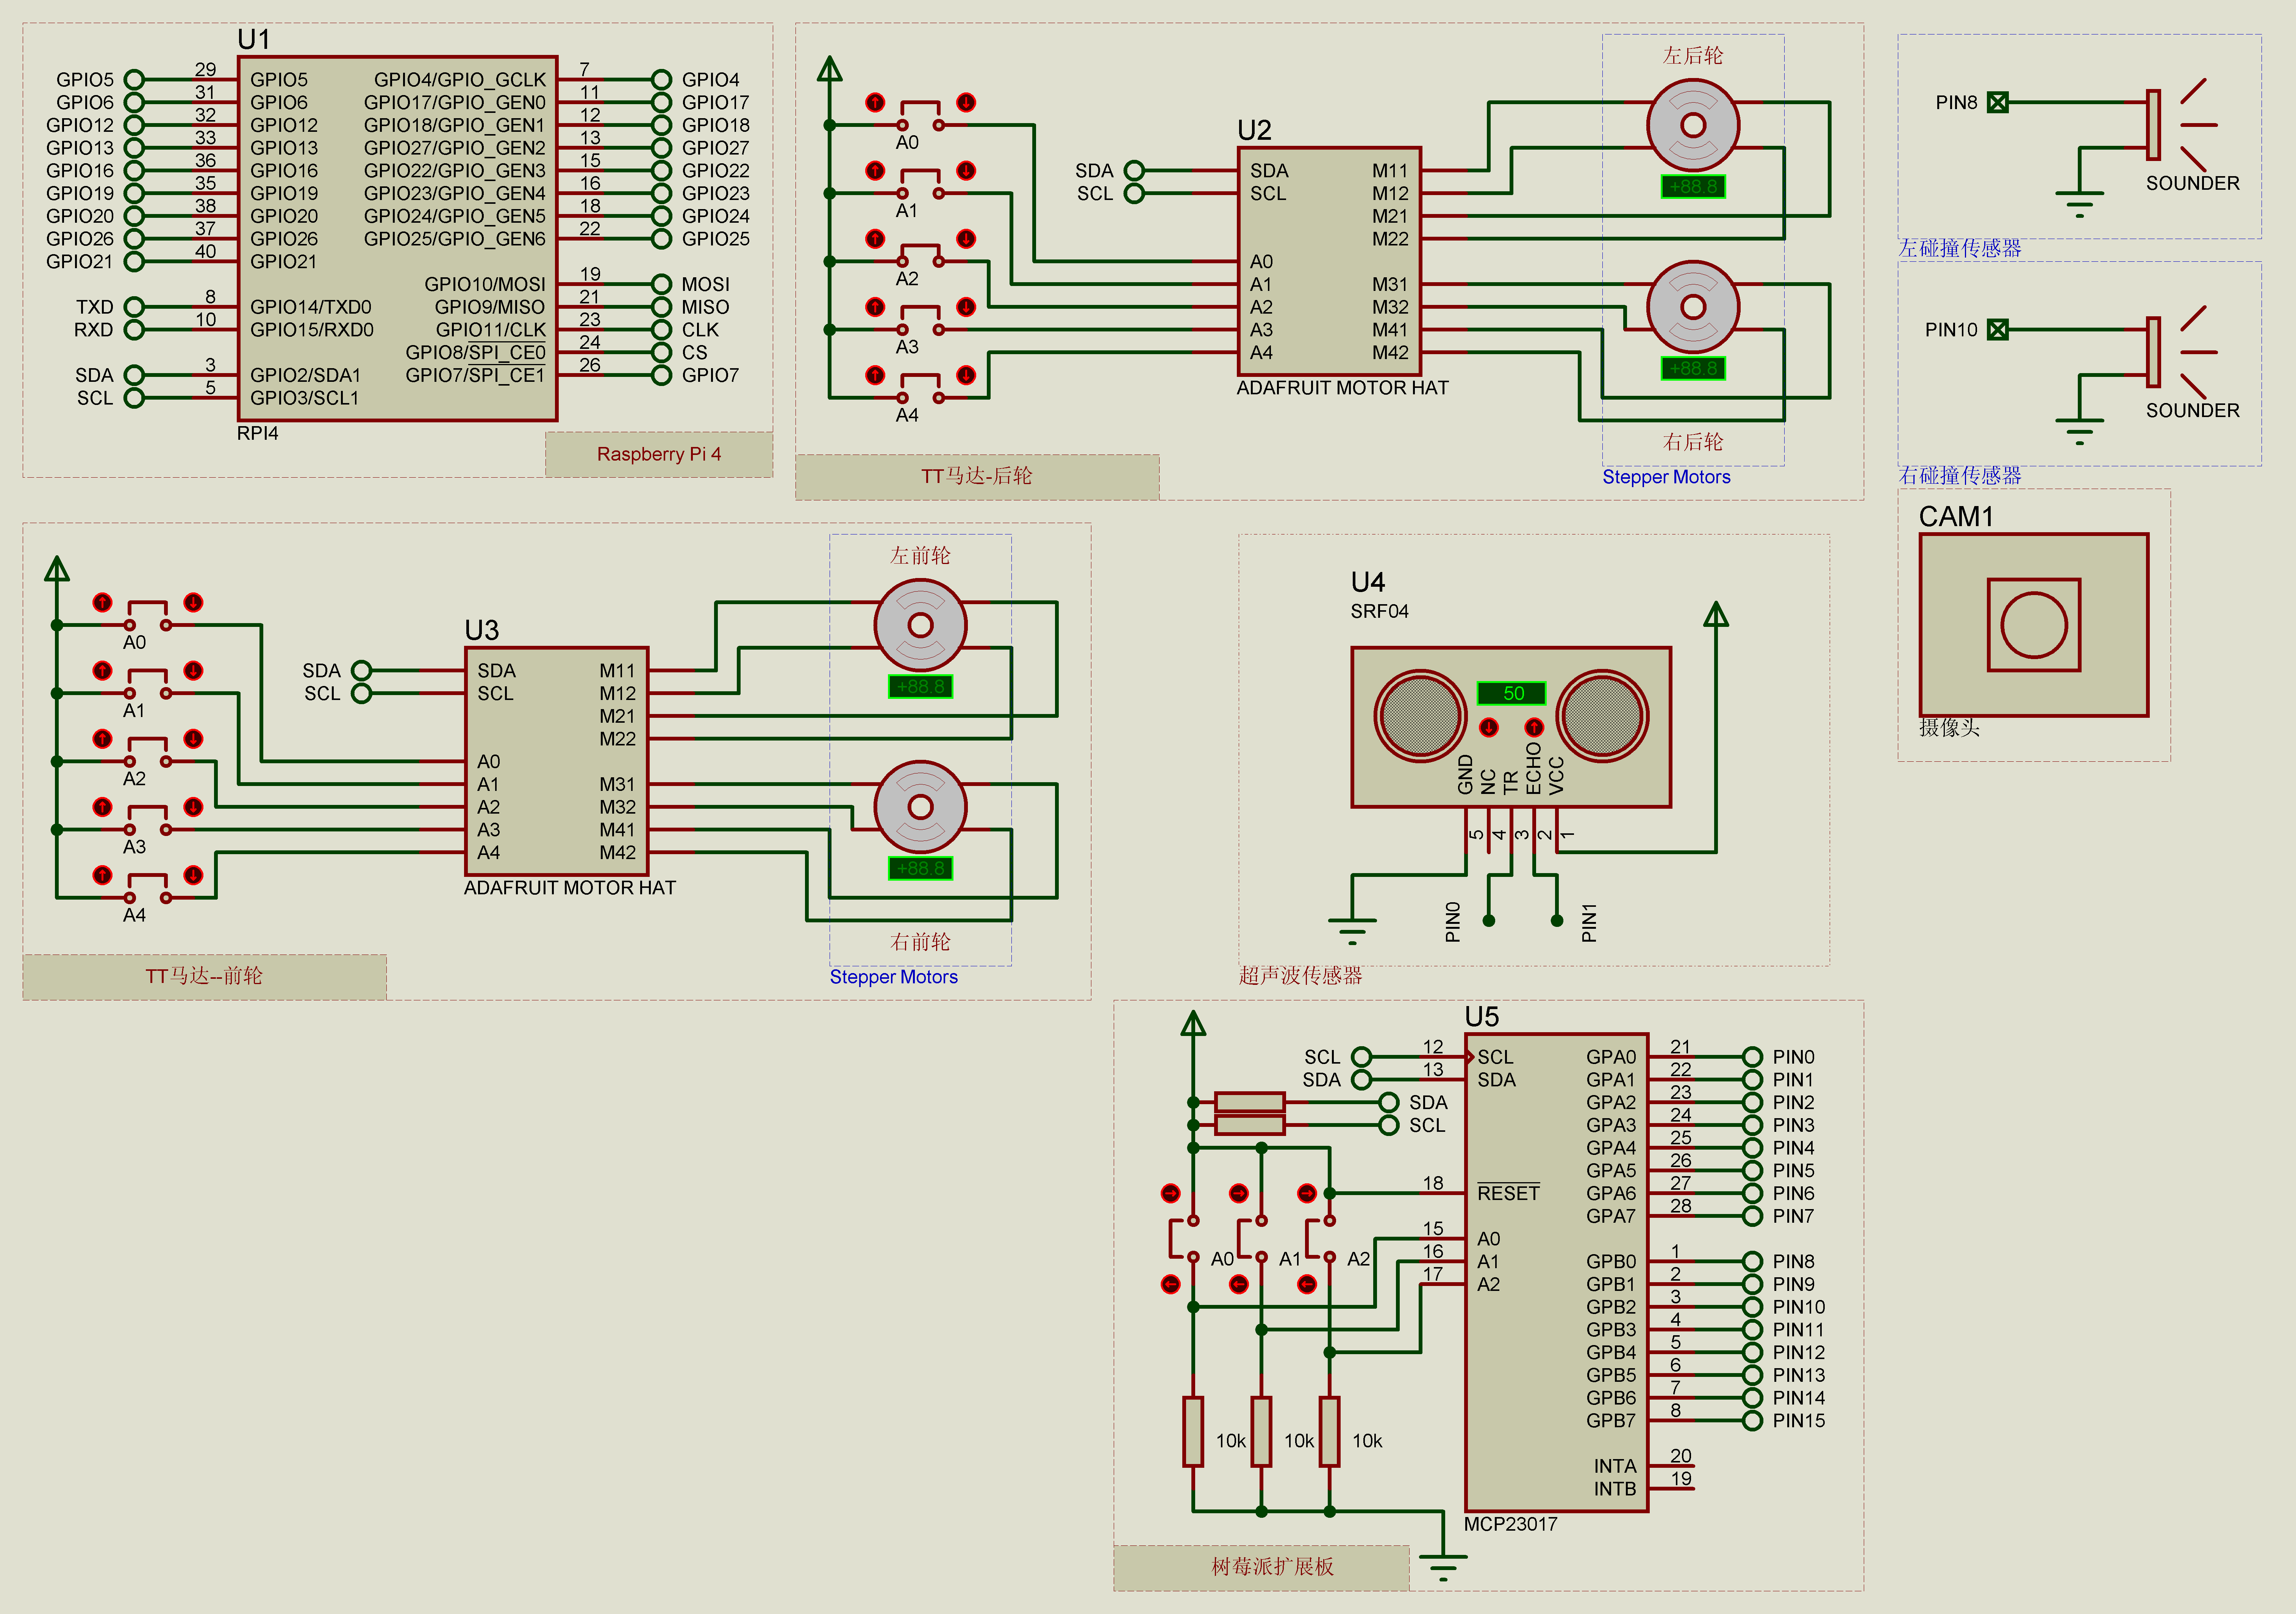 U1
GPIO5 29 GPIO5 GPIO4/GPIO_GCLK 7 GPIO4
GPIO6 31 GPIO6 GPIO17/GPIO_GEN0 11 GPIO17
GPIO12 32 GPIO12 GPIO18/GPIO_GEN1 12 GPIO18
GPIO13 33 GPIO13 GPIO27/GPIO_GEN2 13 GPIO27
GPIO16 36 GPIO16 GPIO22/GPIO_GEN3 15 GPIO22
GPIO19 35 GPIO19 GPIO23/GPIO_GEN4 16 GPIO23
GPIO20 38 GPIO20 GPIO24/GPIO_GEN5 18 GPIO24
GPIO26 37 GPIO26 GPIO25/GPIO_GEN6 22 GPIO25
GPIO21 40 GPIO21
GPIO10/MOSI 19 MOSI
TXD 8 GPIO14/TXD0 GPIO9/MISO 21 MISO
RXD 10 GPIO15/RXD0 GPIO11/CLK 23 CLK
GPIO8/SPI_CE0 24 CS
SDA 3 GPIO2/SDA1 GPIO7/SPI_CE1 26 GPIO7
SCL 5 GPIO3/SCL1
RPI4
Raspberry Pi 4
左后轮
A0
U2
A1
SDA SDA M11
+88.8
SCL SCL M12
M21
M22
A2
A0
A1 M31
A2 M32
A3
A3 M41
A4 M42
+88.8
ADAFRUIT MOTOR HAT
A4
右后轮
TT马达-后轮
Stepper Motors
PIN8
SOUNDER
左碰撞传感器
PIN10
SOUNDER
右碰撞传感器
CAM1
摄像头
左前轮
A0
U3
A1
SDA SDA M11
+88.8
SCL SCL M12
M21
M22
A2
A0
A1 M31
A2 M32
A3
A3 M41
A4 M42
+88.8
ADAFRUIT MOTOR HAT
A4
右前轮
TT马达--前轮
Stepper Motors
U4
SRF04
50
GND NC TR ECHO VCC
5 4 3 2 1
PIN0 PIN1
超声波传感器
U5
SCL 12 SCL GPA0 21 PIN0
SDA 13 SDA GPA1 22 PIN1
SDA GPA2 23 PIN2
SCL GPA3 24 PIN3
GPA4 25 PIN4
GPA5 26 PIN5
18 RESET GPA6 27 PIN6
GPA7 28 PIN7
15 A0
A0 A1 A2 16 A1 GPB0 1 PIN8
17 A2 GPB1 2 PIN9
GPB2 3 PIN10
GPB3 4 PIN11
GPB4 5 PIN12
GPB5 6 PIN13
GPB6 7 PIN14
GPB7 8 PIN15
10k 10k 10k
INTA 20
INTB 19
MCP23017
树莓派扩展板